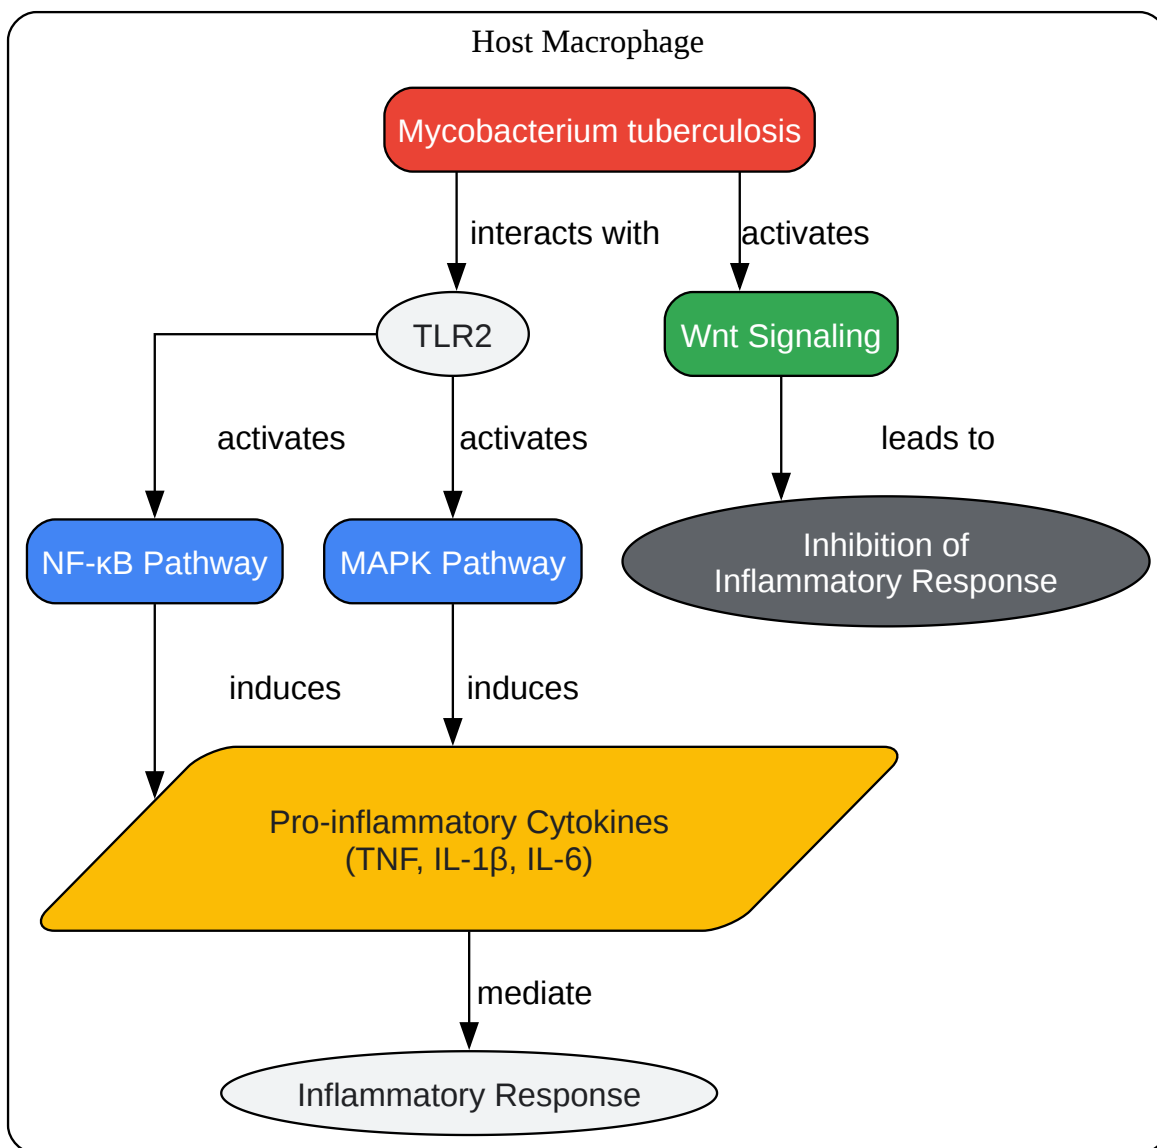 Host Macrophage
Mycobacterium tuberculosis
interacts with
activates
TLR2
Wnt Signaling
activates
activates
leads to
NF-κB Pathway
MAPK Pathway
Inhibition of
Inflammatory Response
induces
induces
Pro-inflammatory Cytokines
(TNF, IL-1β, IL-6)
mediate
Inflammatory Response